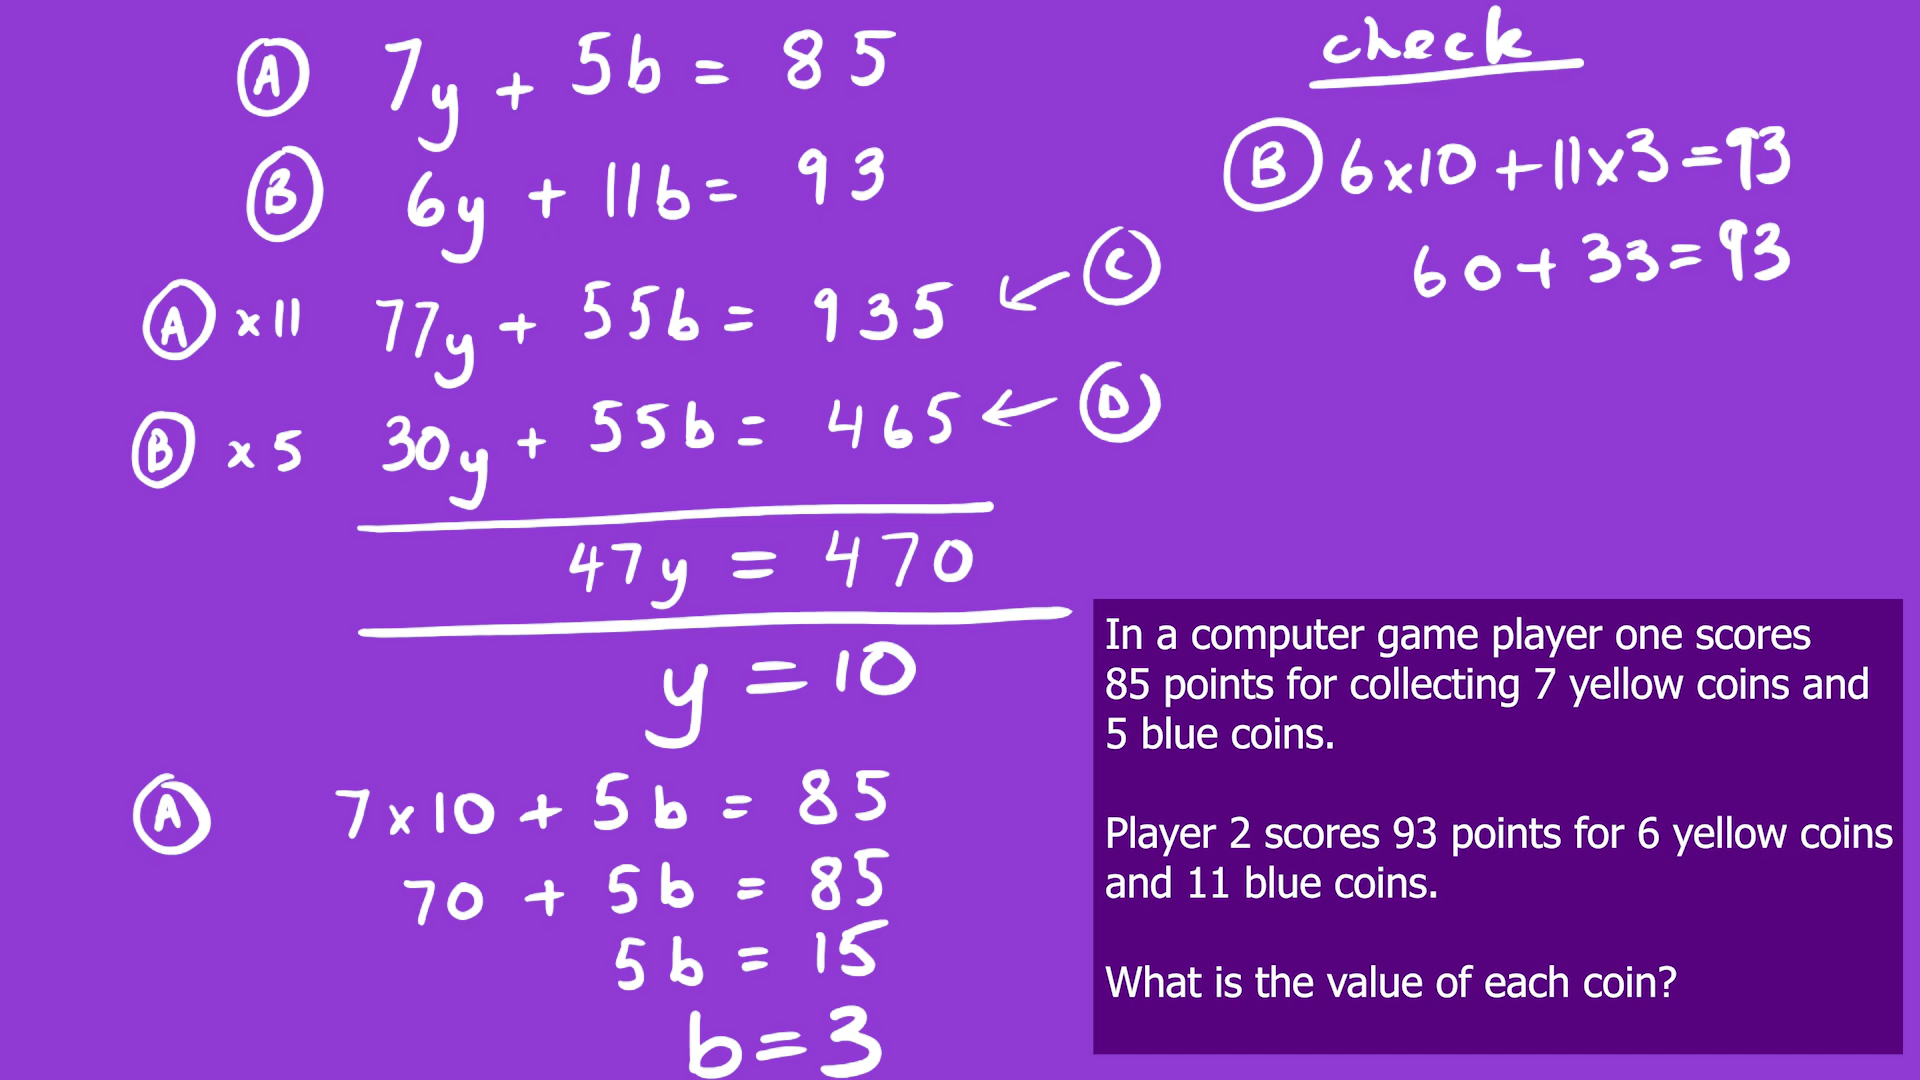 Ⓐ 7y + 5b = 85
Ⓑ 6y + 11b = 93
Ⓐ x 11 77y + 55b = 935 ← Ⓒ
Ⓑ x 5 30y + 55b = 465 ← Ⓓ
47y = 470
y = 10
Ⓐ 7x10 + 5b = 85
70 + 5b = 85
5b = 15
b = 3
check
Ⓑ 6x10 + 11x3 = 93
60 + 33 = 93
In a computer game player one scores
85 points for collecting 7 yellow coins and
5 blue coins.
Player 2 scores 93 points for 6 yellow coins
and 11 blue coins.
What is the value of each coin?